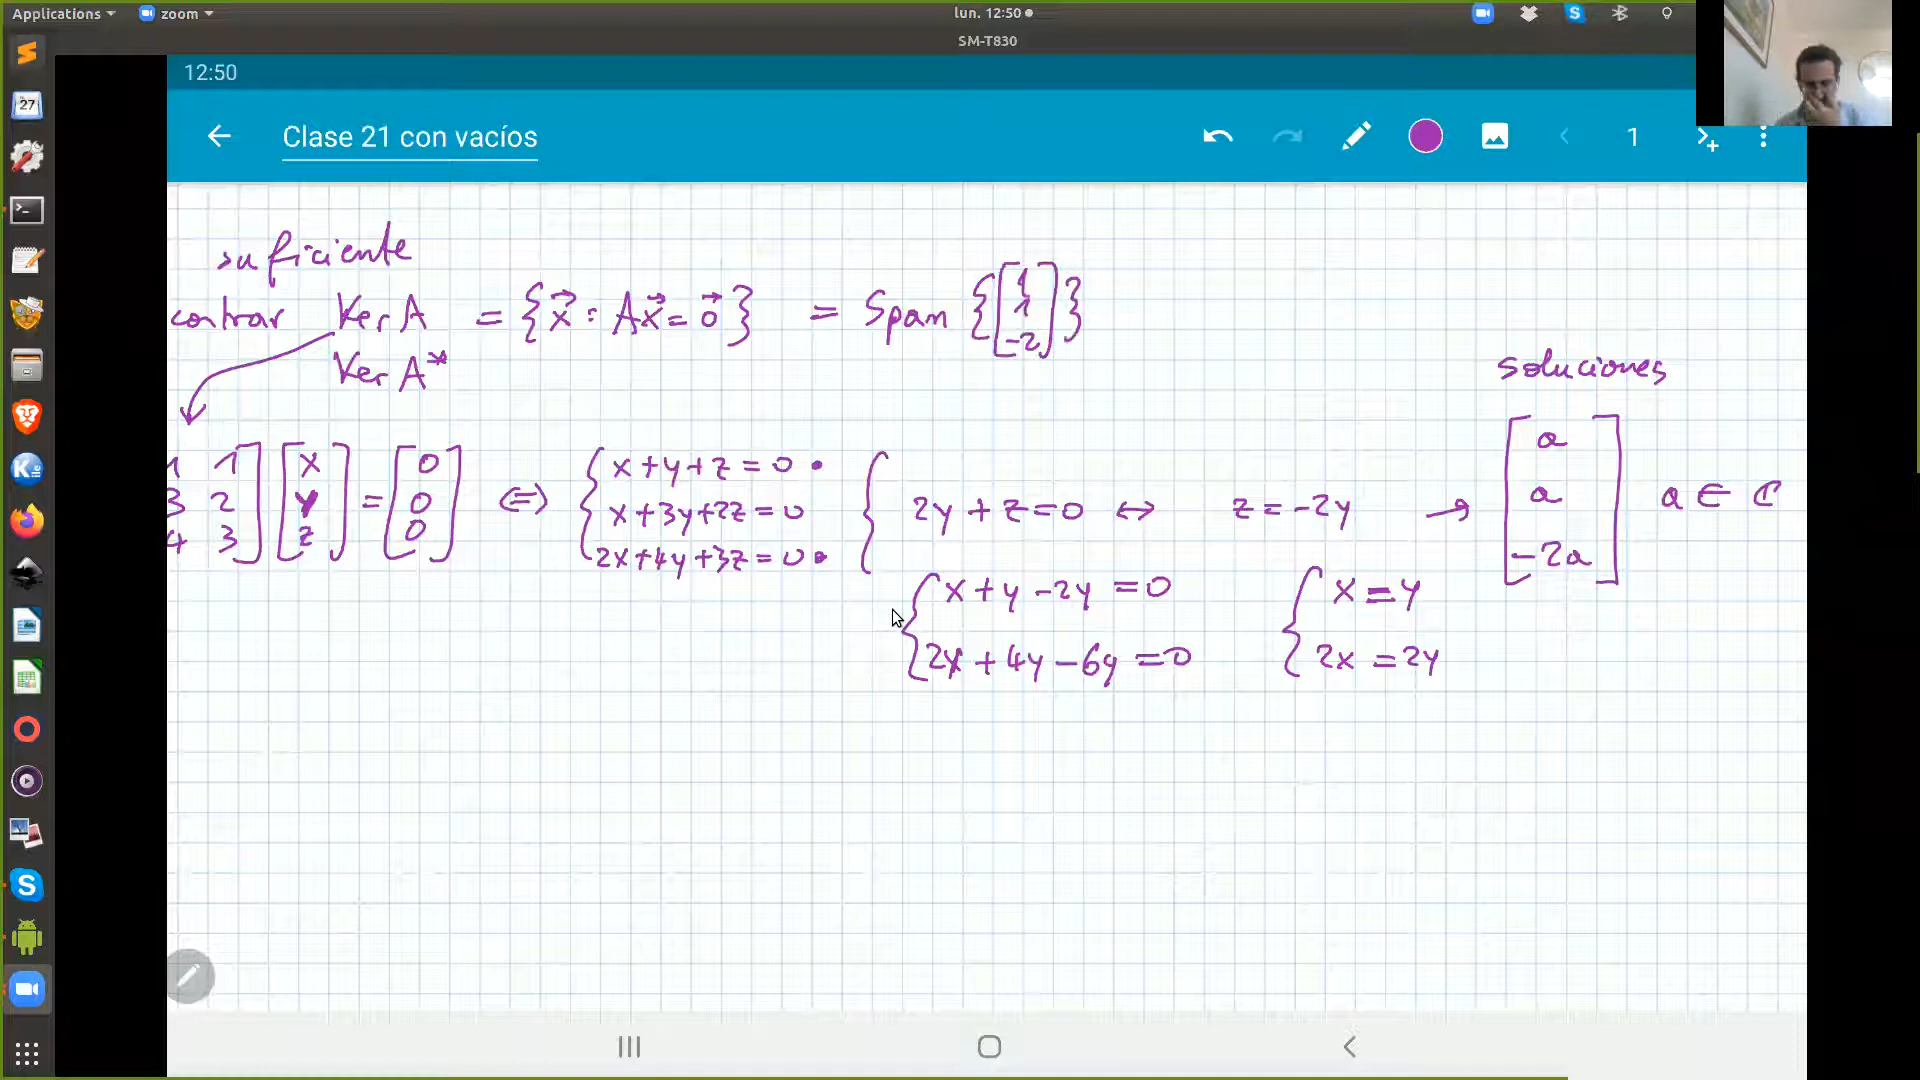 Applications zoom lun. 12:50
SM-T830
12:50
Clase 21 con vacíos 1
suficiente
contrar Ker A = { x⃗ : Ax⃗ = 0⃗ } = Span { [ 1 1 -2 ] }
Ker A*
soluciones
1 1 ] [ x ] = [ 0 ] ⇔ { x+y+z=0 •
3 2 ] [ y ] = [ 0 ] x+3y+2z=0
4 3 ] [ z ] = [ 0 ] 2x+4y+3z=0 •
{ 2y+z=0 ↔ z=-2y → [ a a -2a ] a ∈ ℂ
{ x+y-2y=0 { x=y
2x+4y-6y=0 2x=2y
27